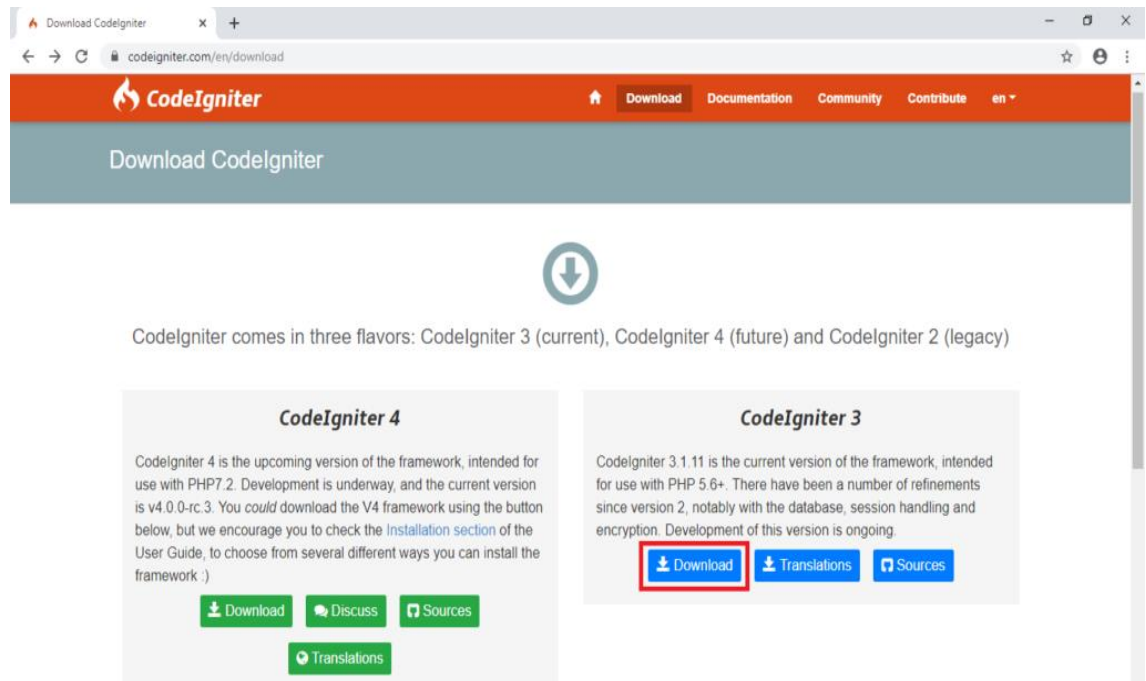 Download CodeIgniter
codeigniter.com/en/download
CodeIgniter
Download Documentation Community Contribute en
Download CodeIgniter
CodeIgniter comes in three flavors: CodeIgniter 3 (current), CodeIgniter 4 (future) and CodeIgniter 2 (legacy)
CodeIgniter 4
CodeIgniter 4 is the upcoming version of the framework, intended for
use with PHP7.2. Development is underway, and the current version
is v4.0.0-rc.3. You could download the V4 framework using the button
below, but we encourage you to check the Installation section of the
User Guide, to choose from several different ways you can install the
framework :)
Download Discuss Sources
Translations
CodeIgniter 3
CodeIgniter 3.1.11 is the current version of the framework, intended
for use with PHP 5.6+. There have been a number of refinements
since version 2, notably with the database, session handling and
encryption. Development of this version is ongoing.
Download Translations Sources